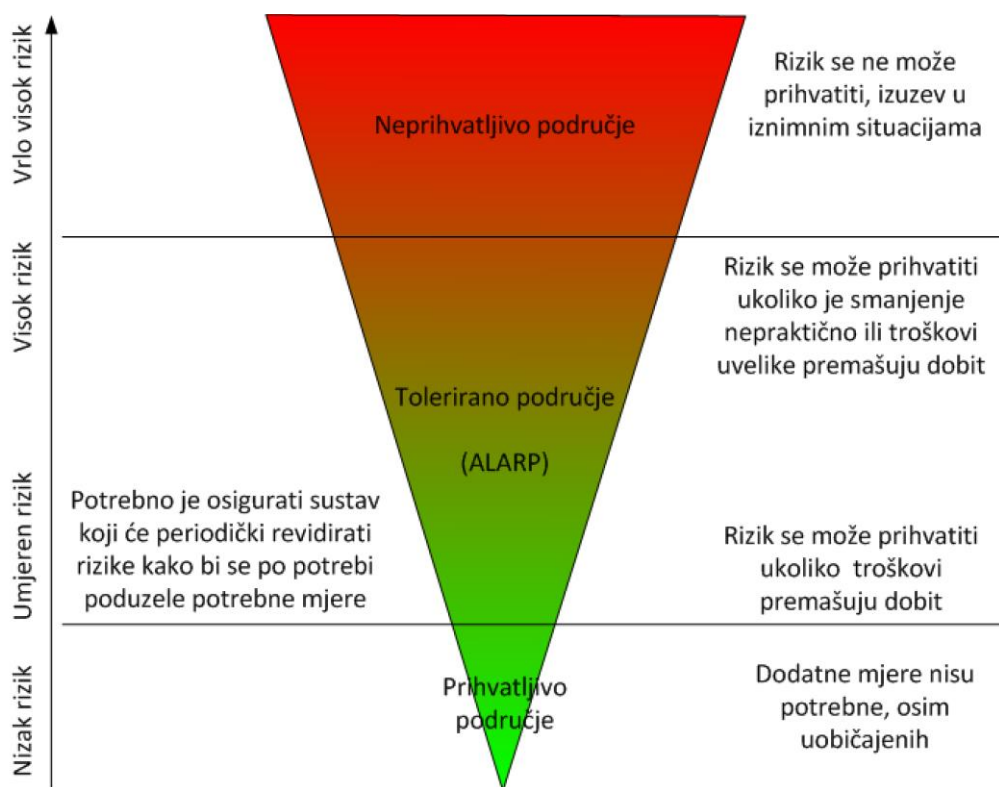 Vrlo visok rizik
Neprihvatljivo područje
Rizik se ne može
prihvatiti, izuzev u
iznimnim situacijama
Visok rizik
Rizik se može prihvatiti
ukoliko je smanjenje
nepraktično ili troškovi
uvelike premašuju dobit
Tolerirano područje
(ALARP)
Umjeren rizik
Potrebno je osigurati sustav
koji će periodički revidirati
rizike kako bi se po potrebi
poduzele potrebne mjere
Rizik se može prihvatiti
ukoliko troškovi
premašuju dobit
Nizak rizik
Prihvatljivo
područje
Dodatne mjere nisu
potrebne, osim
uobičajenih